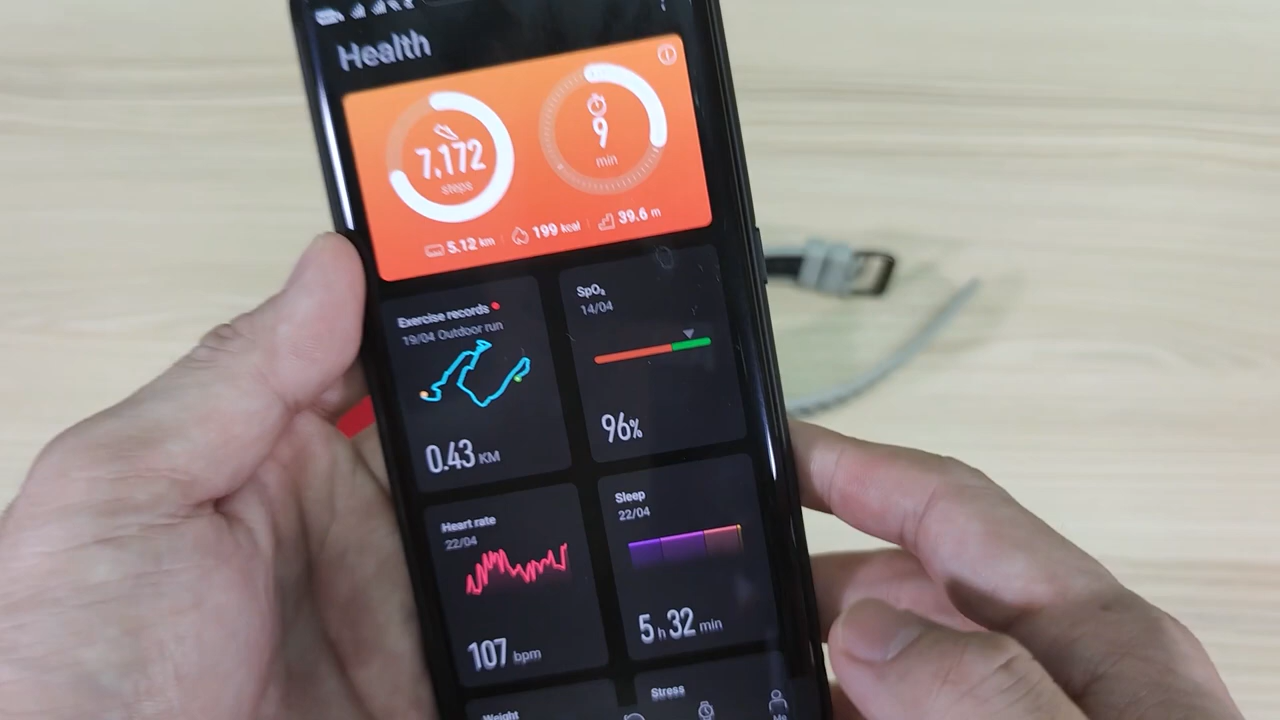 Health
7,172
steps
9
min
5.12 km
199 kcal
39.6 m
Exercise records
19/04 Outdoor run
0.43 KM
SpO₂
14/04
96%
Heart rate
22/04
107 bpm
Sleep
22/04
5 h 32 min
Weight
Stress
Me